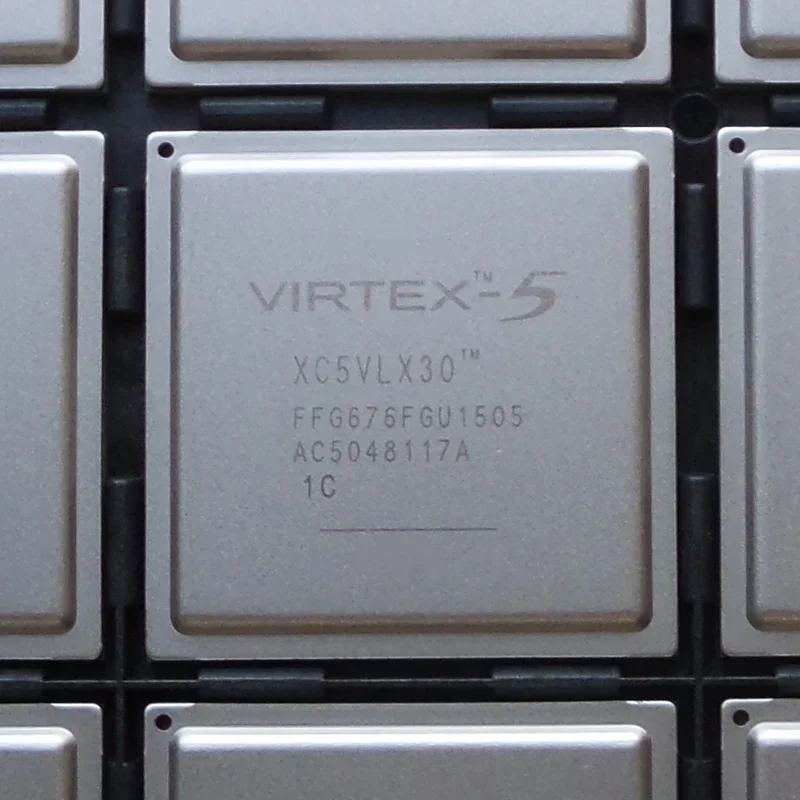 VIRTEX™-5
XC5VLX30™
FFG676FGU1505
AC5048117A
1C